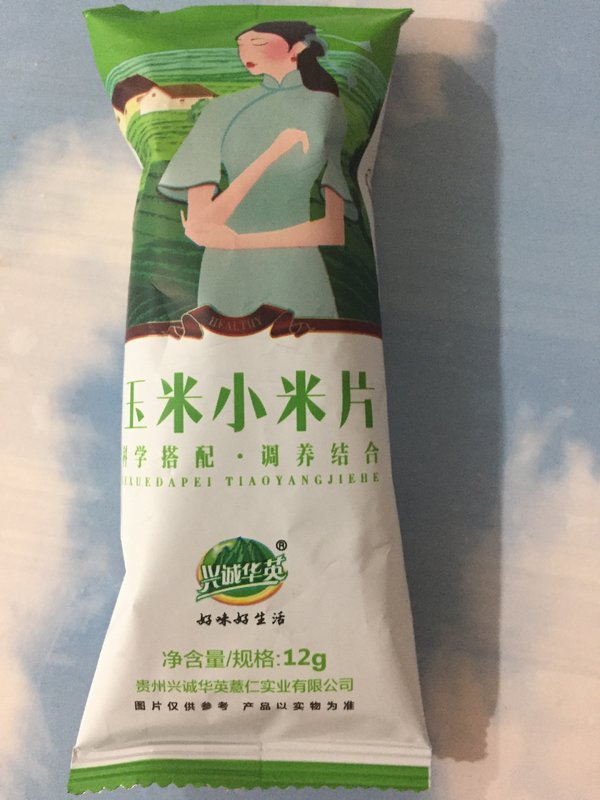 HEALTHY
玉米小米片
科学搭配·调养结合
KEXUEDAPEI TIAOYANGJIEHE
兴诚华英®
好味好生活
净含量/规格:12g
贵州兴诚华英薏仁实业有限公司
图片仅供参考 产品以实物为准